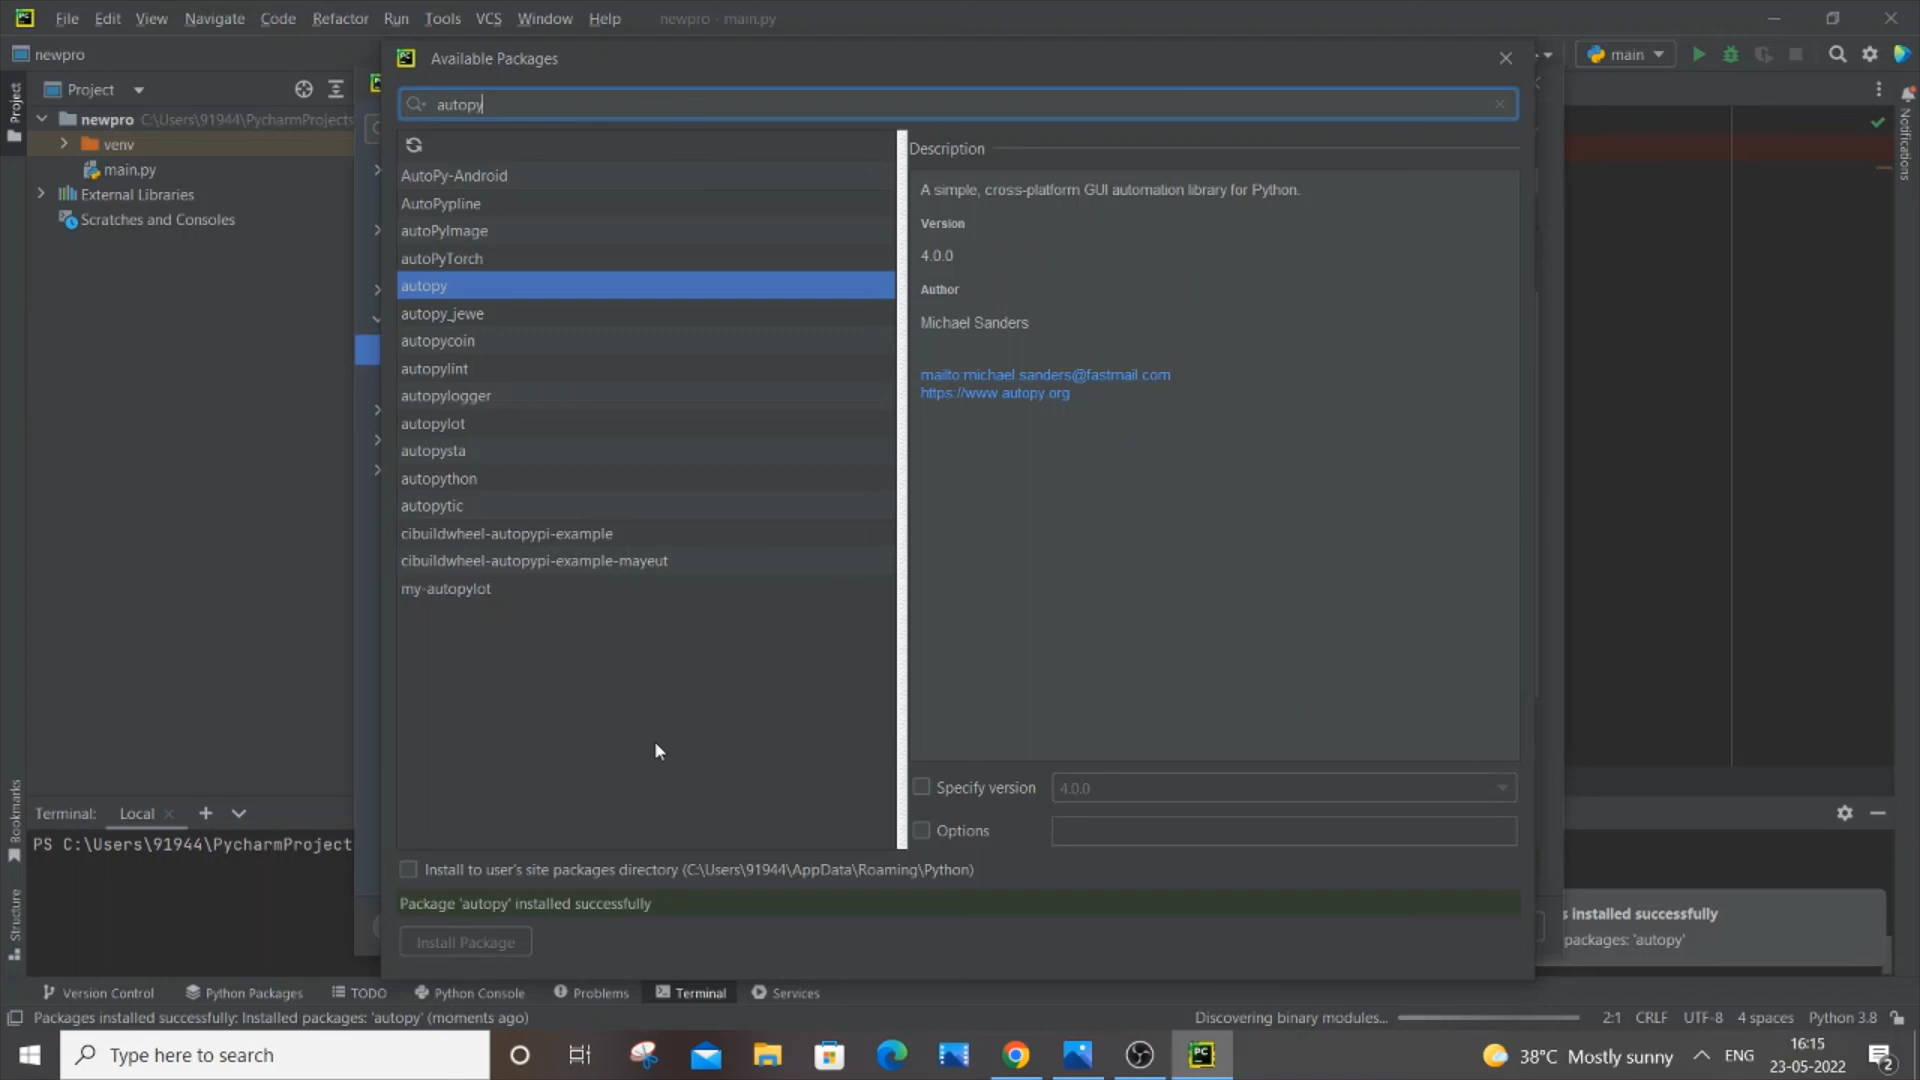 File Edit View Navigate Code Refactor Run Tools VCS Window Help newpro - main.py
newpro
main
Available Packages
Project
Project
autopy
newpro C:\Users\91944\PycharmProjects
venv
main.py
External Libraries
Scratches and Consoles
AutoPy-Android
AutoPypline
autoPyImage
autoPyTorch
autopy
autopy_jewe
autopycoin
autopylint
autopylogger
autopylot
autopysta
autopython
autopytic
cibuildwheel-autopypi-example
cibuildwheel-autopypi-example-mayeut
my-autopylot
Description
A simple, cross-platform GUI automation library for Python.
Version
4.0.0
Author
Michael Sanders
mailto:michael.sanders@fastmail.com
https://www.autopy.org
Specify version 4.0.0
Options
Notifications
Bookmarks
Structure
Terminal: Local
PS C:\Users\91944\PycharmProject
Install to user's site packages directory (C:\Users\91944\AppData\Roaming\Python)
Package 'autopy' installed successfully
Install Package
installed successfully
packages: 'autopy'
Version Control Python Packages TODO Python Console Problems Terminal Services
Packages installed successfully: Installed packages: 'autopy' (moments ago) Discovering binary modules... 2:1 CRLF UTF-8 4 spaces Python 3.8
Type here to search
38°C Mostly sunny ENG
16:15
23-05-2022
2